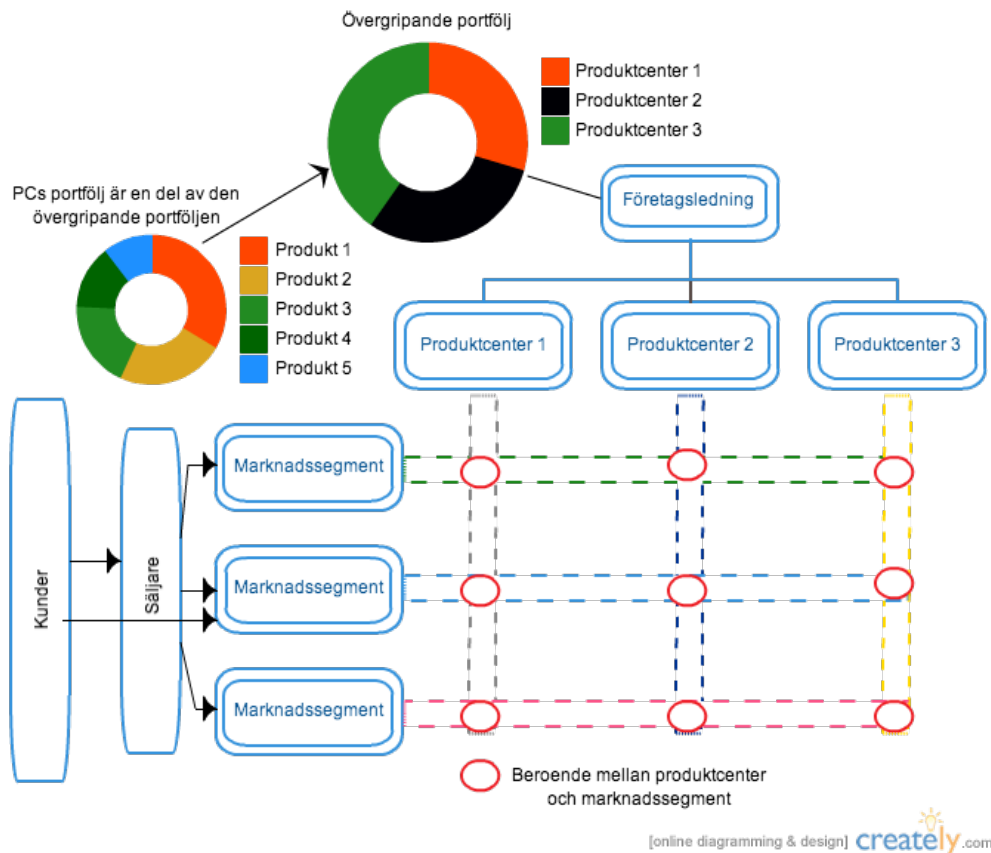 Övergripande portfölj
Produktcenter 1
Produktcenter 2
Produktcenter 3
PCs portfölj är en del av den
övergripande portföljen
Produkt 1
Produkt 2
Produkt 3
Produkt 4
Produkt 5
Företagsledning
Produktcenter 1
Produktcenter 2
Produktcenter 3
Kunder
Säljare
Marknadssegment
Marknadssegment
Marknadssegment
Beroende mellan produktcenter
och marknadssegment
[online diagramming & design] creately.com